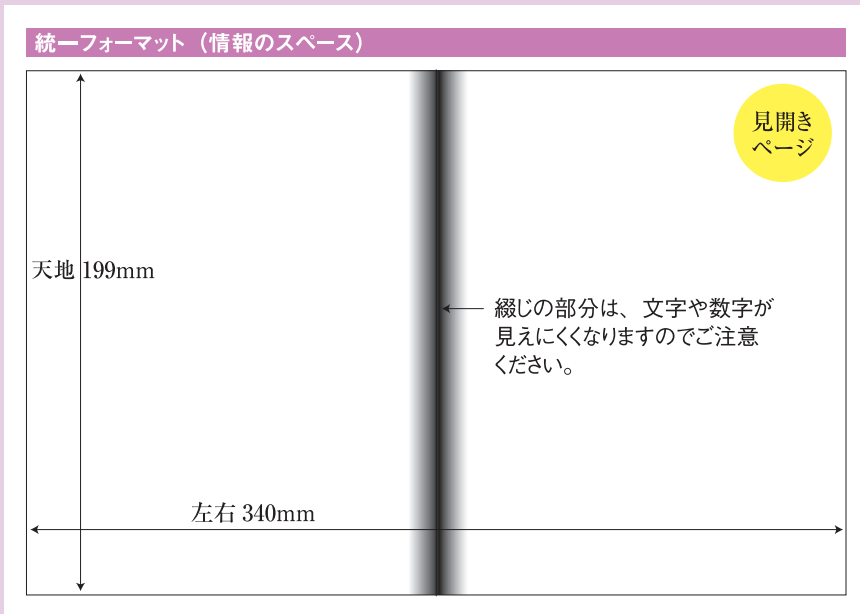 統一フォーマット（情報のスペース）
見開き
ページ
天地 199mm
綴じの部分は、文字や数字が
見えにくくなりますのでご注意
ください。
左右 340mm